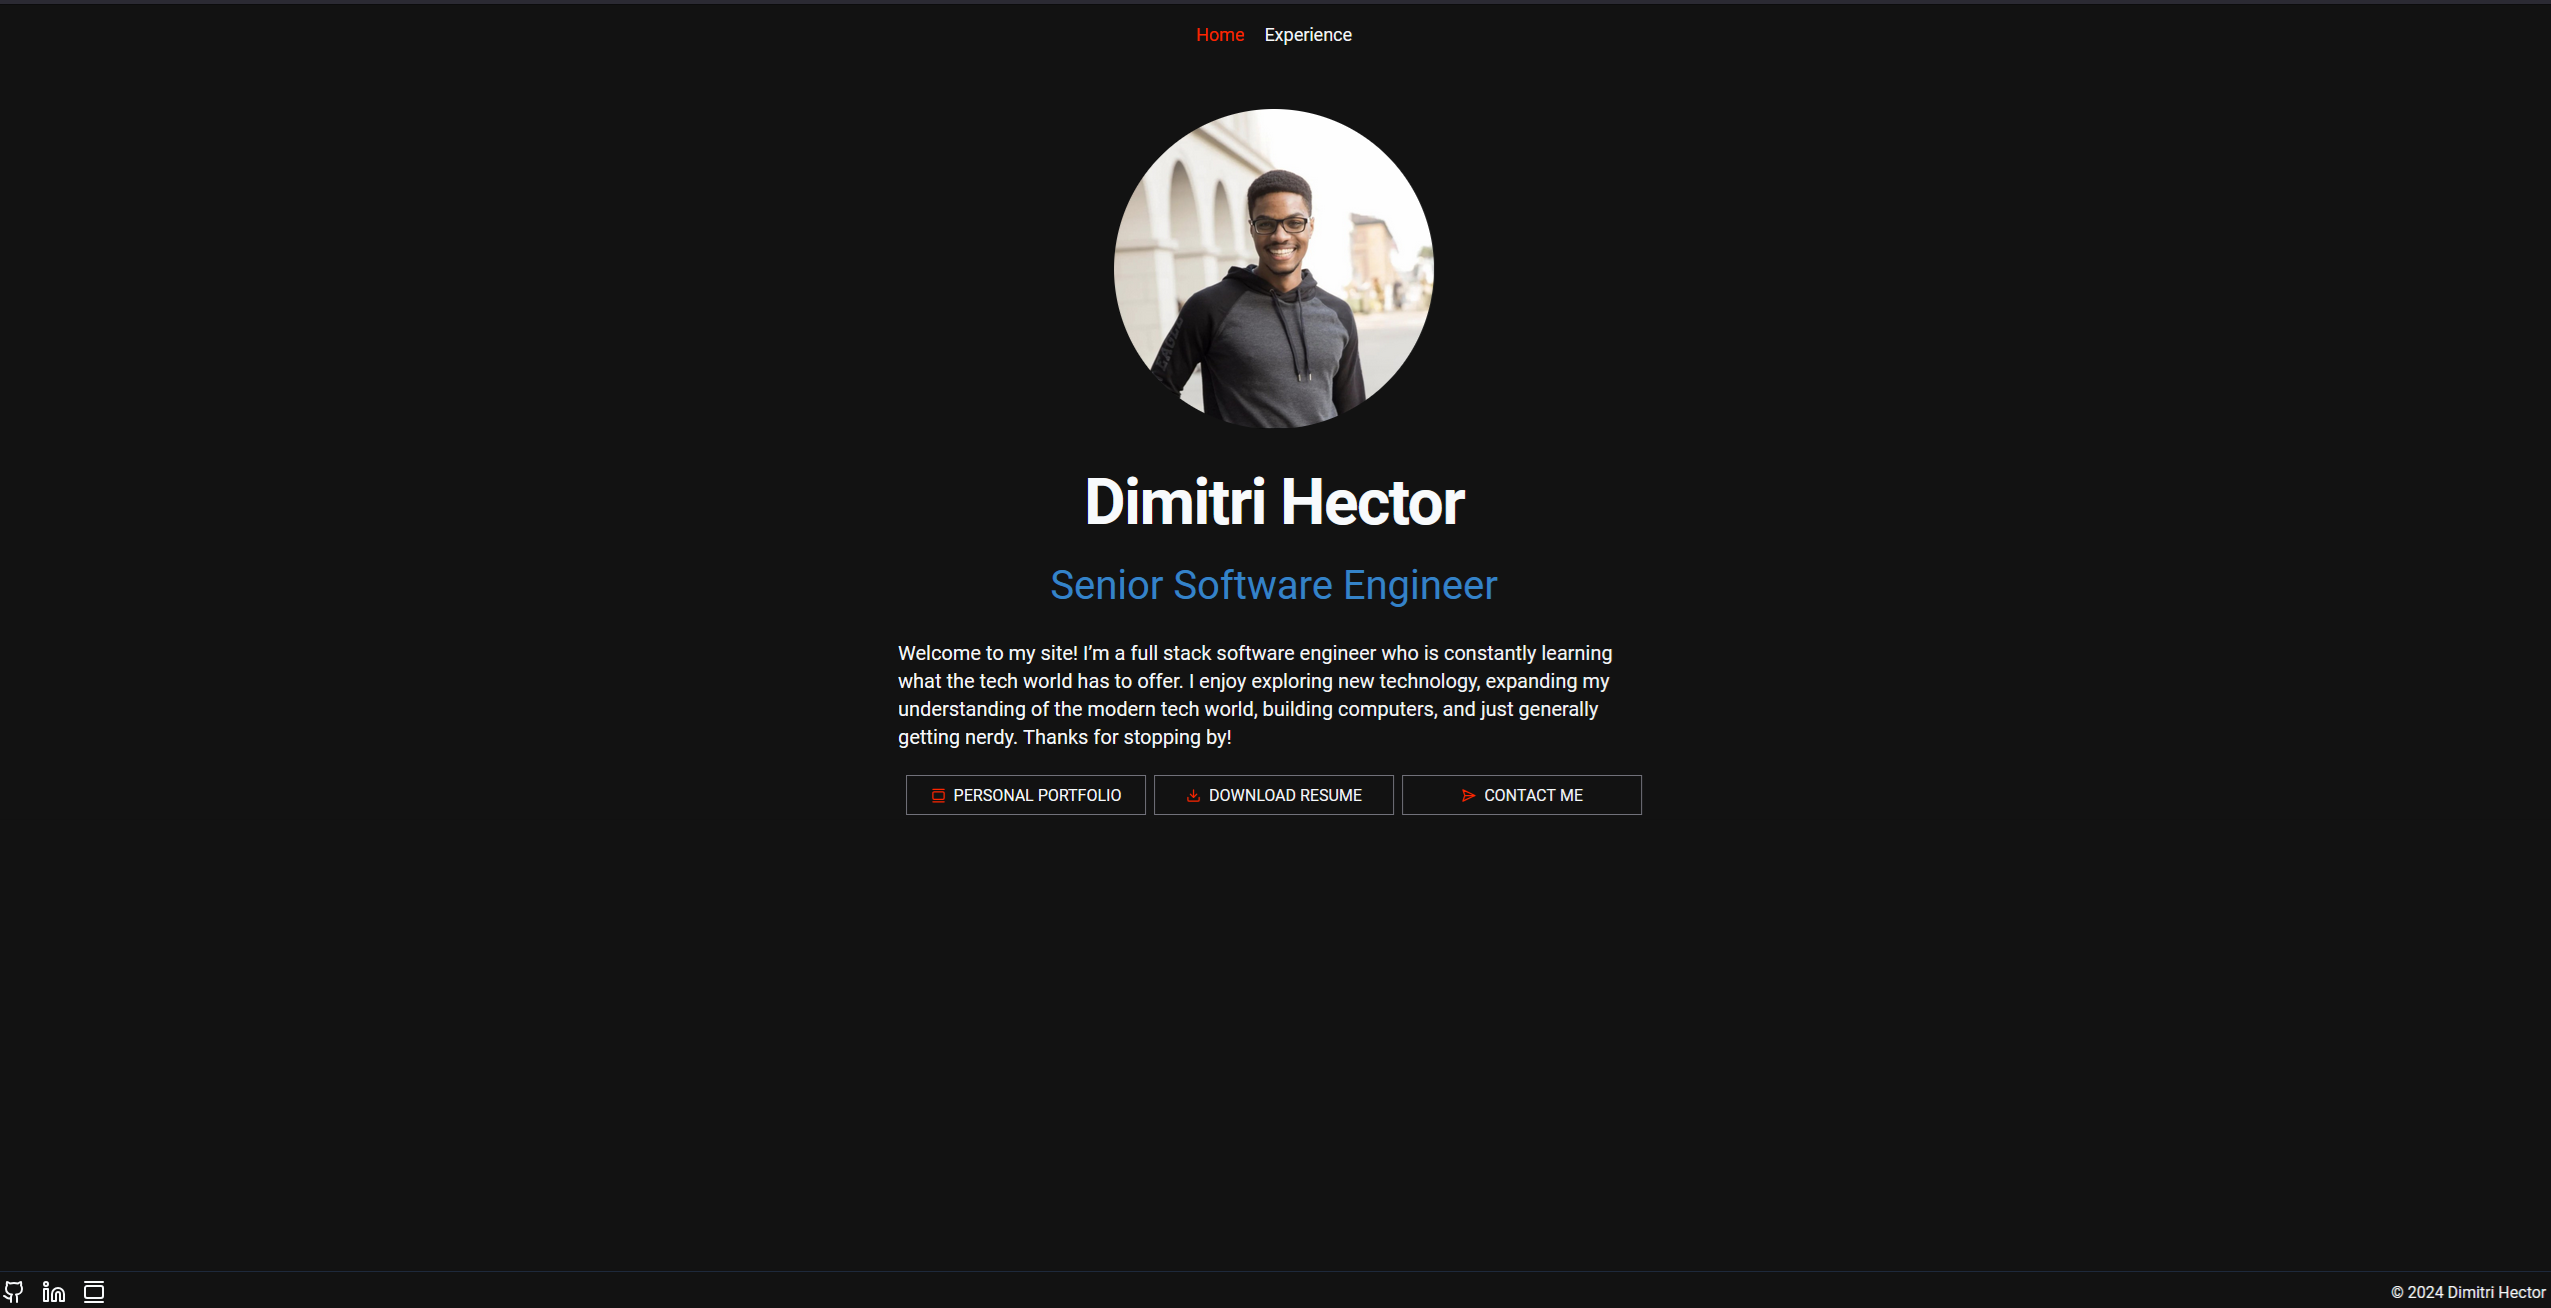 Home Experience
Dimitri Hector
Senior Software Engineer
Welcome to my site! I’m a full stack software engineer who is constantly learning
what the tech world has to offer. I enjoy exploring new technology, expanding my
understanding of the modern tech world, building computers, and just generally
getting nerdy. Thanks for stopping by!
PERSONAL PORTFOLIO DOWNLOAD RESUME CONTACT ME
© 2024 Dimitri Hector